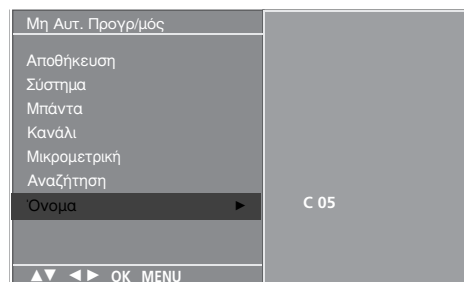 Μη Αυτ. Προγρ/μός
Αποθήκευση
Σύστημα
Μπάντα
Κανάλι
Μικρομετρική
Αναζήτηση
Όνομα ► C 05
▲▼ ◄► OK MENU